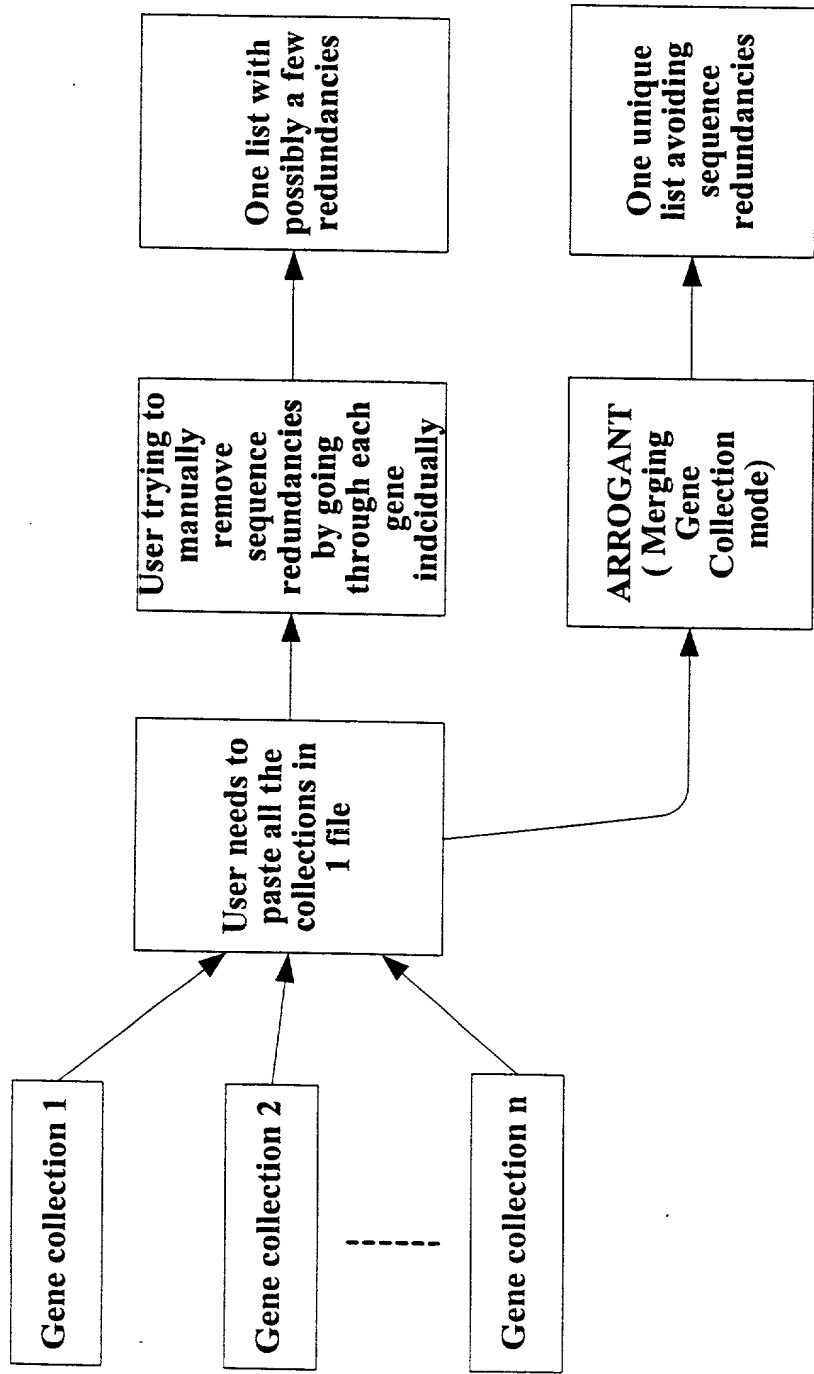 Gene collection 1
Gene collection 2
Gene collection n
User needs to
paste all the
collections in
1 file
User trying to
manually
remove
sequence
redundancies
by going
through each
gene
indcidually
One list with
possibly a few
redundancies
ARROGANT
( Merging
Gene
Collection
mode)
One unique
list avoiding
sequence
redundancies